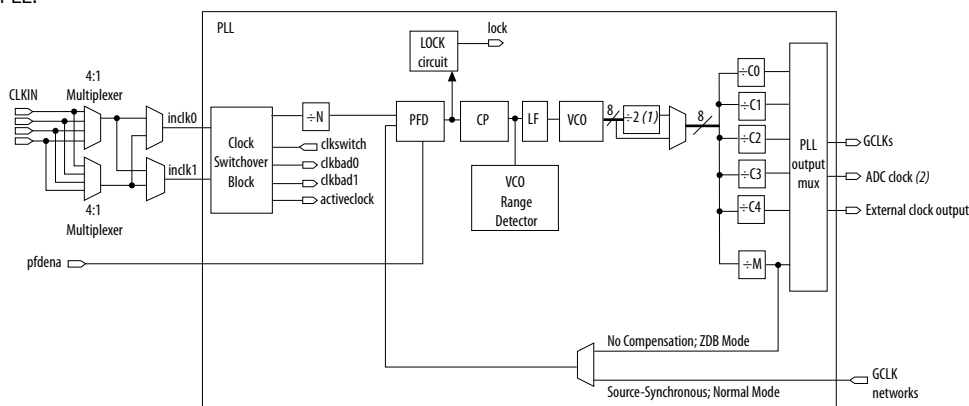 PLL
lock
LOCK
circuit
4:1
Multiplexer
CLKIN
inclk0
÷N
PFD
CP
LF
VCO
8
÷2 (1)
8
÷C0
÷C1
÷C2
÷C3
÷C4
÷M
PLL
output
mux
GCLKs
ADC clock (2)
External clock output
Clock
Switchover
Block
clkswitch
clkbad0
clkbad1
activeclock
inclk1
VCO
Range
Detector
4:1
Multiplexer
pfdena
No Compensation; ZDB Mode
Source-Synchronous; Normal Mode
GCLK
networks